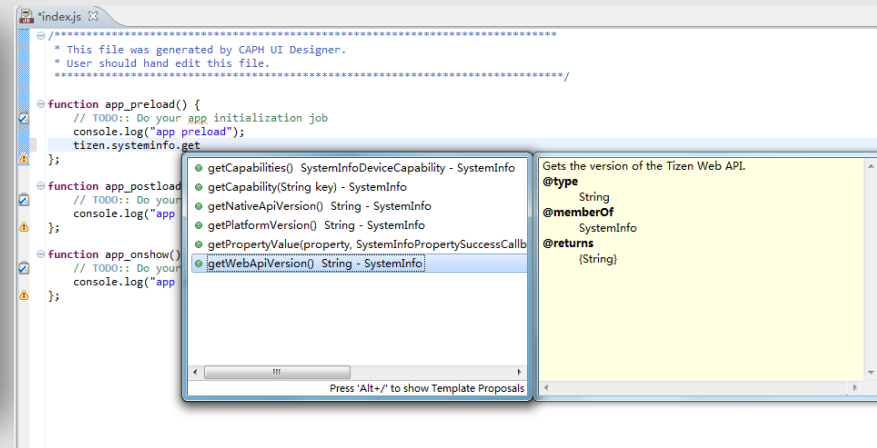 *index.js
/*******************************************************************************
* This file was generated by CAPH UI Designer.
* User should hand edit this file.
********************************************************************************/
function app_preload() {
// TODO:: Do your app initialization job
console.log("app preload");
tizen.systeminfo.get
};
function app_postload
// TODO:: Do your
console.log("app
};
function app_onshow()
// TODO:: Do your
console.log("app
};
getCapabilities() SystemInfoDeviceCapability - SystemInfo
getCapability(String key) - SystemInfo
getNativeApiVersion() String - SystemInfo
getPlatformVersion() String - SystemInfo
getPropertyValue(property, SystemInfoPropertySuccessCallb
getWebApiVersion() String - SystemInfo
Press 'Alt+/' to show Template Proposals
Gets the version of the Tizen Web API.
@type
String
@memberOf
SystemInfo
@returns
{String}